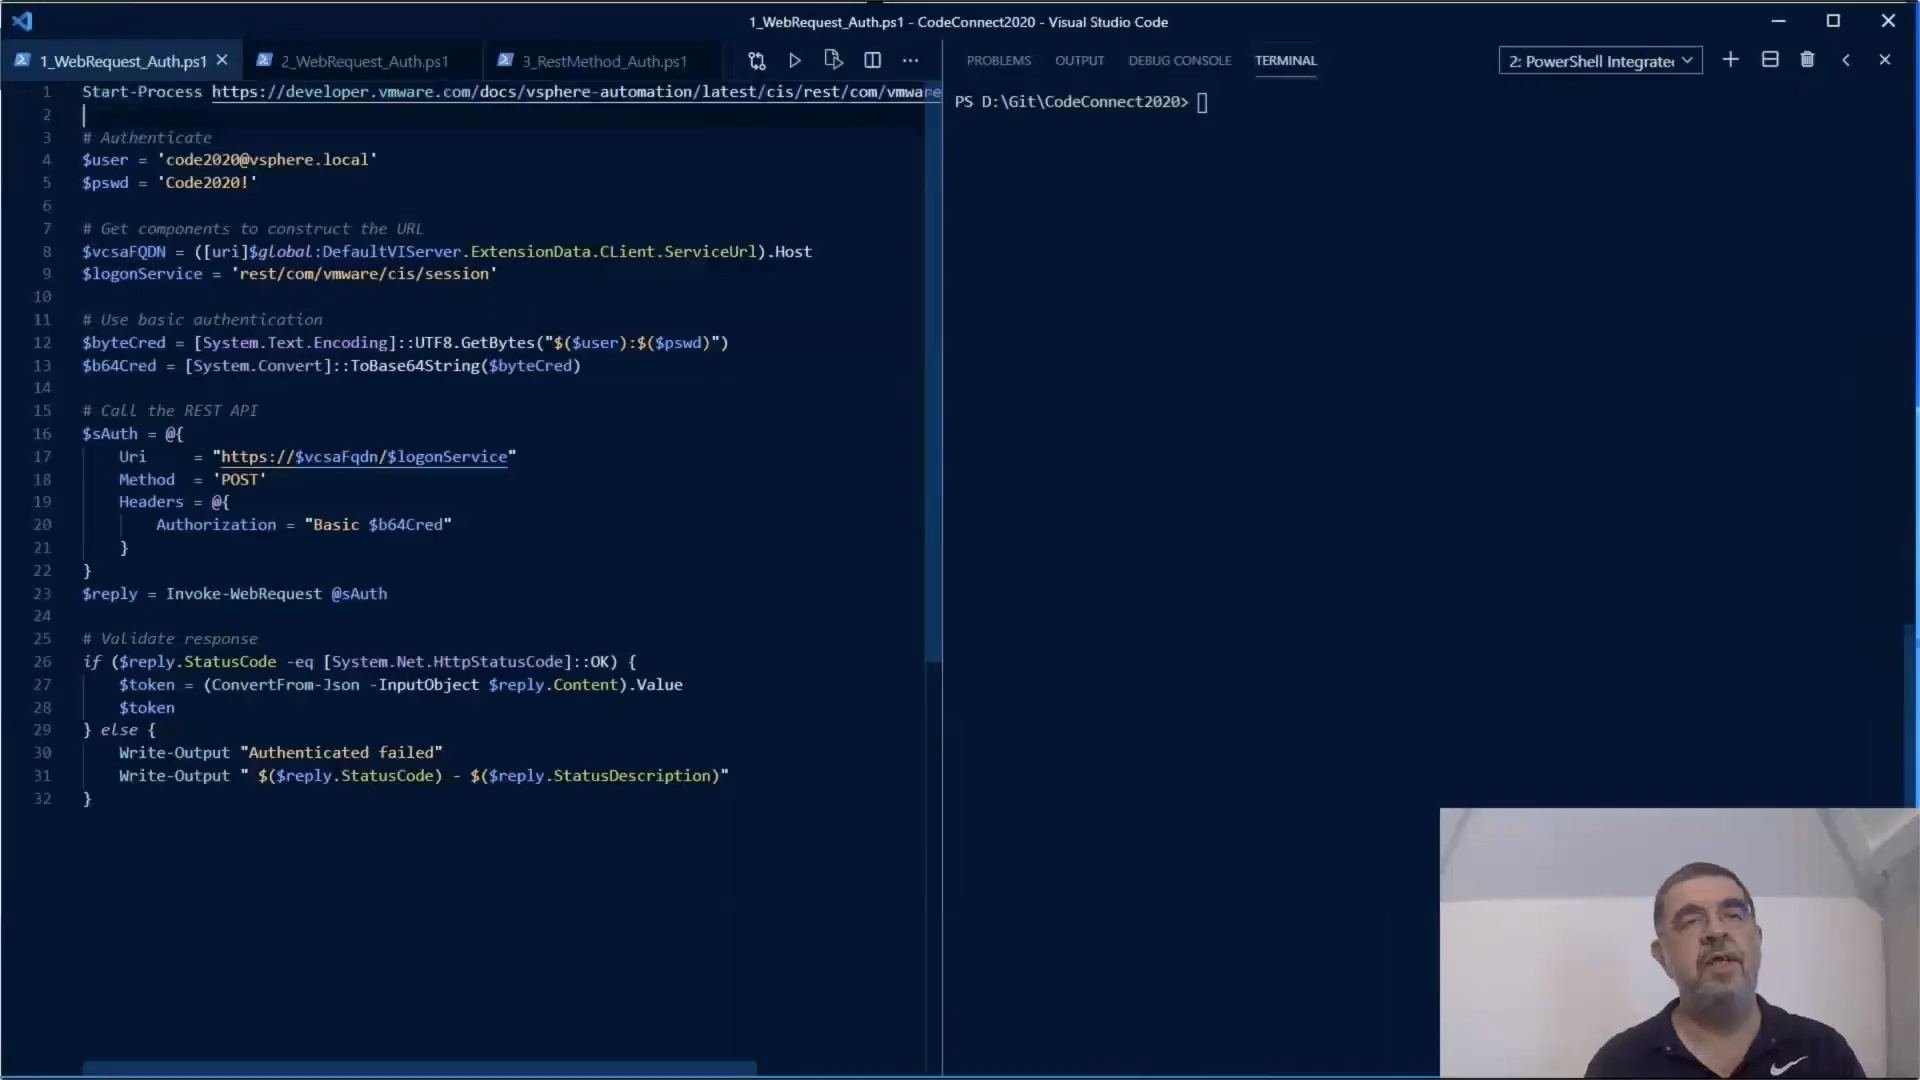 1_WebRequest_Auth.ps1 - CodeConnect2020 - Visual Studio Code
1_WebRequest_Auth.ps1
2_WebRequest_Auth.ps1
3_RestMethod_Auth.ps1
PROBLEMS OUTPUT DEBUG CONSOLE TERMINAL
2: PowerShell Integrate
1 Start-Process https://developer.vmware.com/docs/vsphere-automation/latest/cis/rest/com/vmware
2
3 # Authenticate
4 $user = 'code2020@vsphere.local'
5 $pswd = 'Code2020!'
6
7 # Get components to construct the URL
8 $vcsaFQDN = ([uri]$global:DefaultVIServer.ExtensionData.CLient.ServiceUrl).Host
9 $logonService = 'rest/com/vmware/cis/session'
10
11 # Use basic authentication
12 $byteCred = [System.Text.Encoding]::UTF8.GetBytes("$($user):$($pswd)")
13 $b64Cred = [System.Convert]::ToBase64String($byteCred)
14
15 # Call the REST API
16 $sAuth = @{
17 Uri = "https://$vcsaFqdn/$logonService"
18 Method = 'POST'
19 Headers = @{
20 Authorization = "Basic $b64Cred"
21 }
22 }
23 $reply = Invoke-WebRequest @sAuth
24
25 # Validate response
26 if ($reply.StatusCode -eq [System.Net.HttpStatusCode]::OK) {
27 $token = (ConvertFrom-Json -InputObject $reply.Content).Value
28 $token
29 } else {
30 Write-Output "Authenticated failed"
31 Write-Output " $($reply.StatusCode) - $($reply.StatusDescription)"
32 }
PS D:\Git\CodeConnect2020>